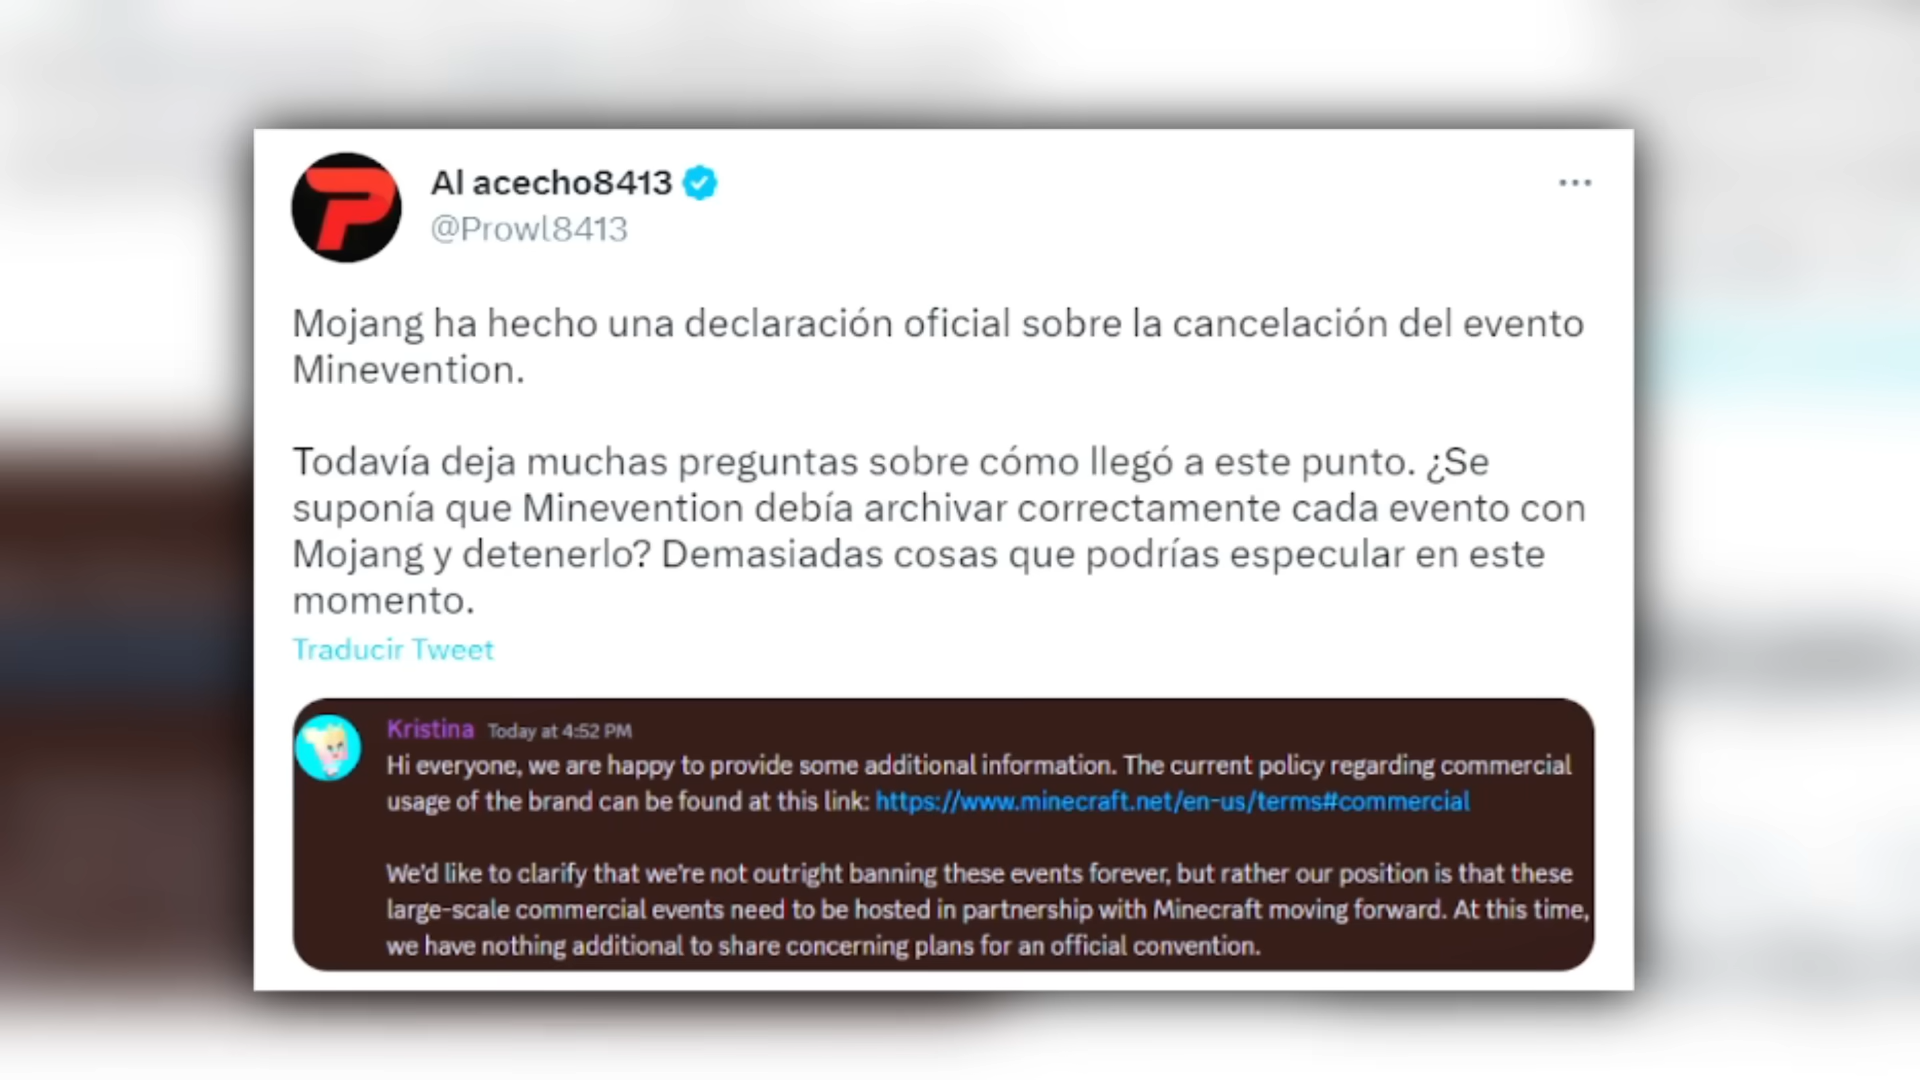 Al acecho8413
@Prowl8413
Mojang ha hecho una declaración oficial sobre la cancelación del evento
Minevention.
Todavía deja muchas preguntas sobre cómo llegó a este punto. ¿Se
suponía que Minevention debía archivar correctamente cada evento con
Mojang y detenerlo? Demasiadas cosas que podrías especular en este
momento.
Traducir Tweet
Kristina Today at 4:52 PM
Hi everyone, we are happy to provide some additional information. The current policy regarding commercial
usage of the brand can be found at this link: https://www.minecraft.net/en-us/terms#commercial
We'd like to clarify that we're not outright banning these events forever, but rather our position is that these
large-scale commercial events need to be hosted in partnership with Minecraft moving forward. At this time,
we have nothing additional to share concerning plans for an official convention.